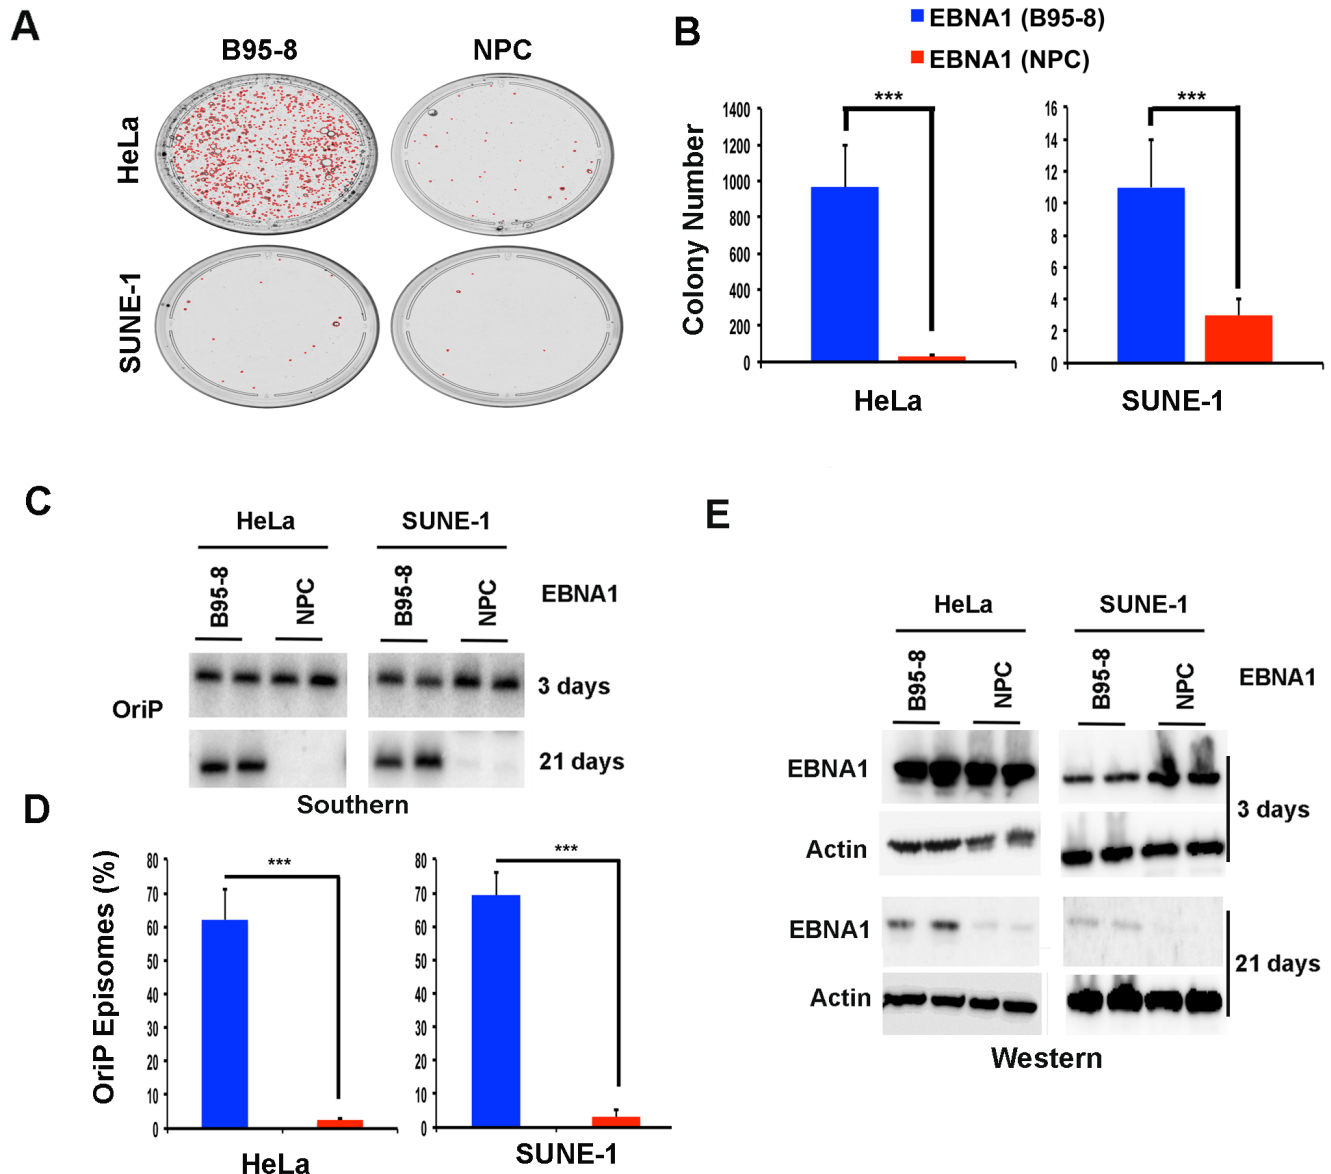 A
B95-8 NPC
HeLa
SUNE-1
B
EBNA1 (B95-8)
EBNA1 (NPC)
Colony Number
1400
1200
1000
800
600
400
200
0
***
HeLa
16
14
12
10
8
6
4
2
0
***
SUNE-1
C
HeLa SUNE-1
B95-8 NPC B95-8 NPC EBNA1
OriP
3 days
21 days
Southern
D
OriP Episomes (%)
80
70
60
50
40
30
20
10
0
***
HeLa
80
70
60
50
40
30
20
10
0
***
SUNE-1
E
HeLa SUNE-1
B95-8 NPC B95-8 NPC EBNA1
EBNA1
Actin
3 days
EBNA1
Actin
21 days
Western